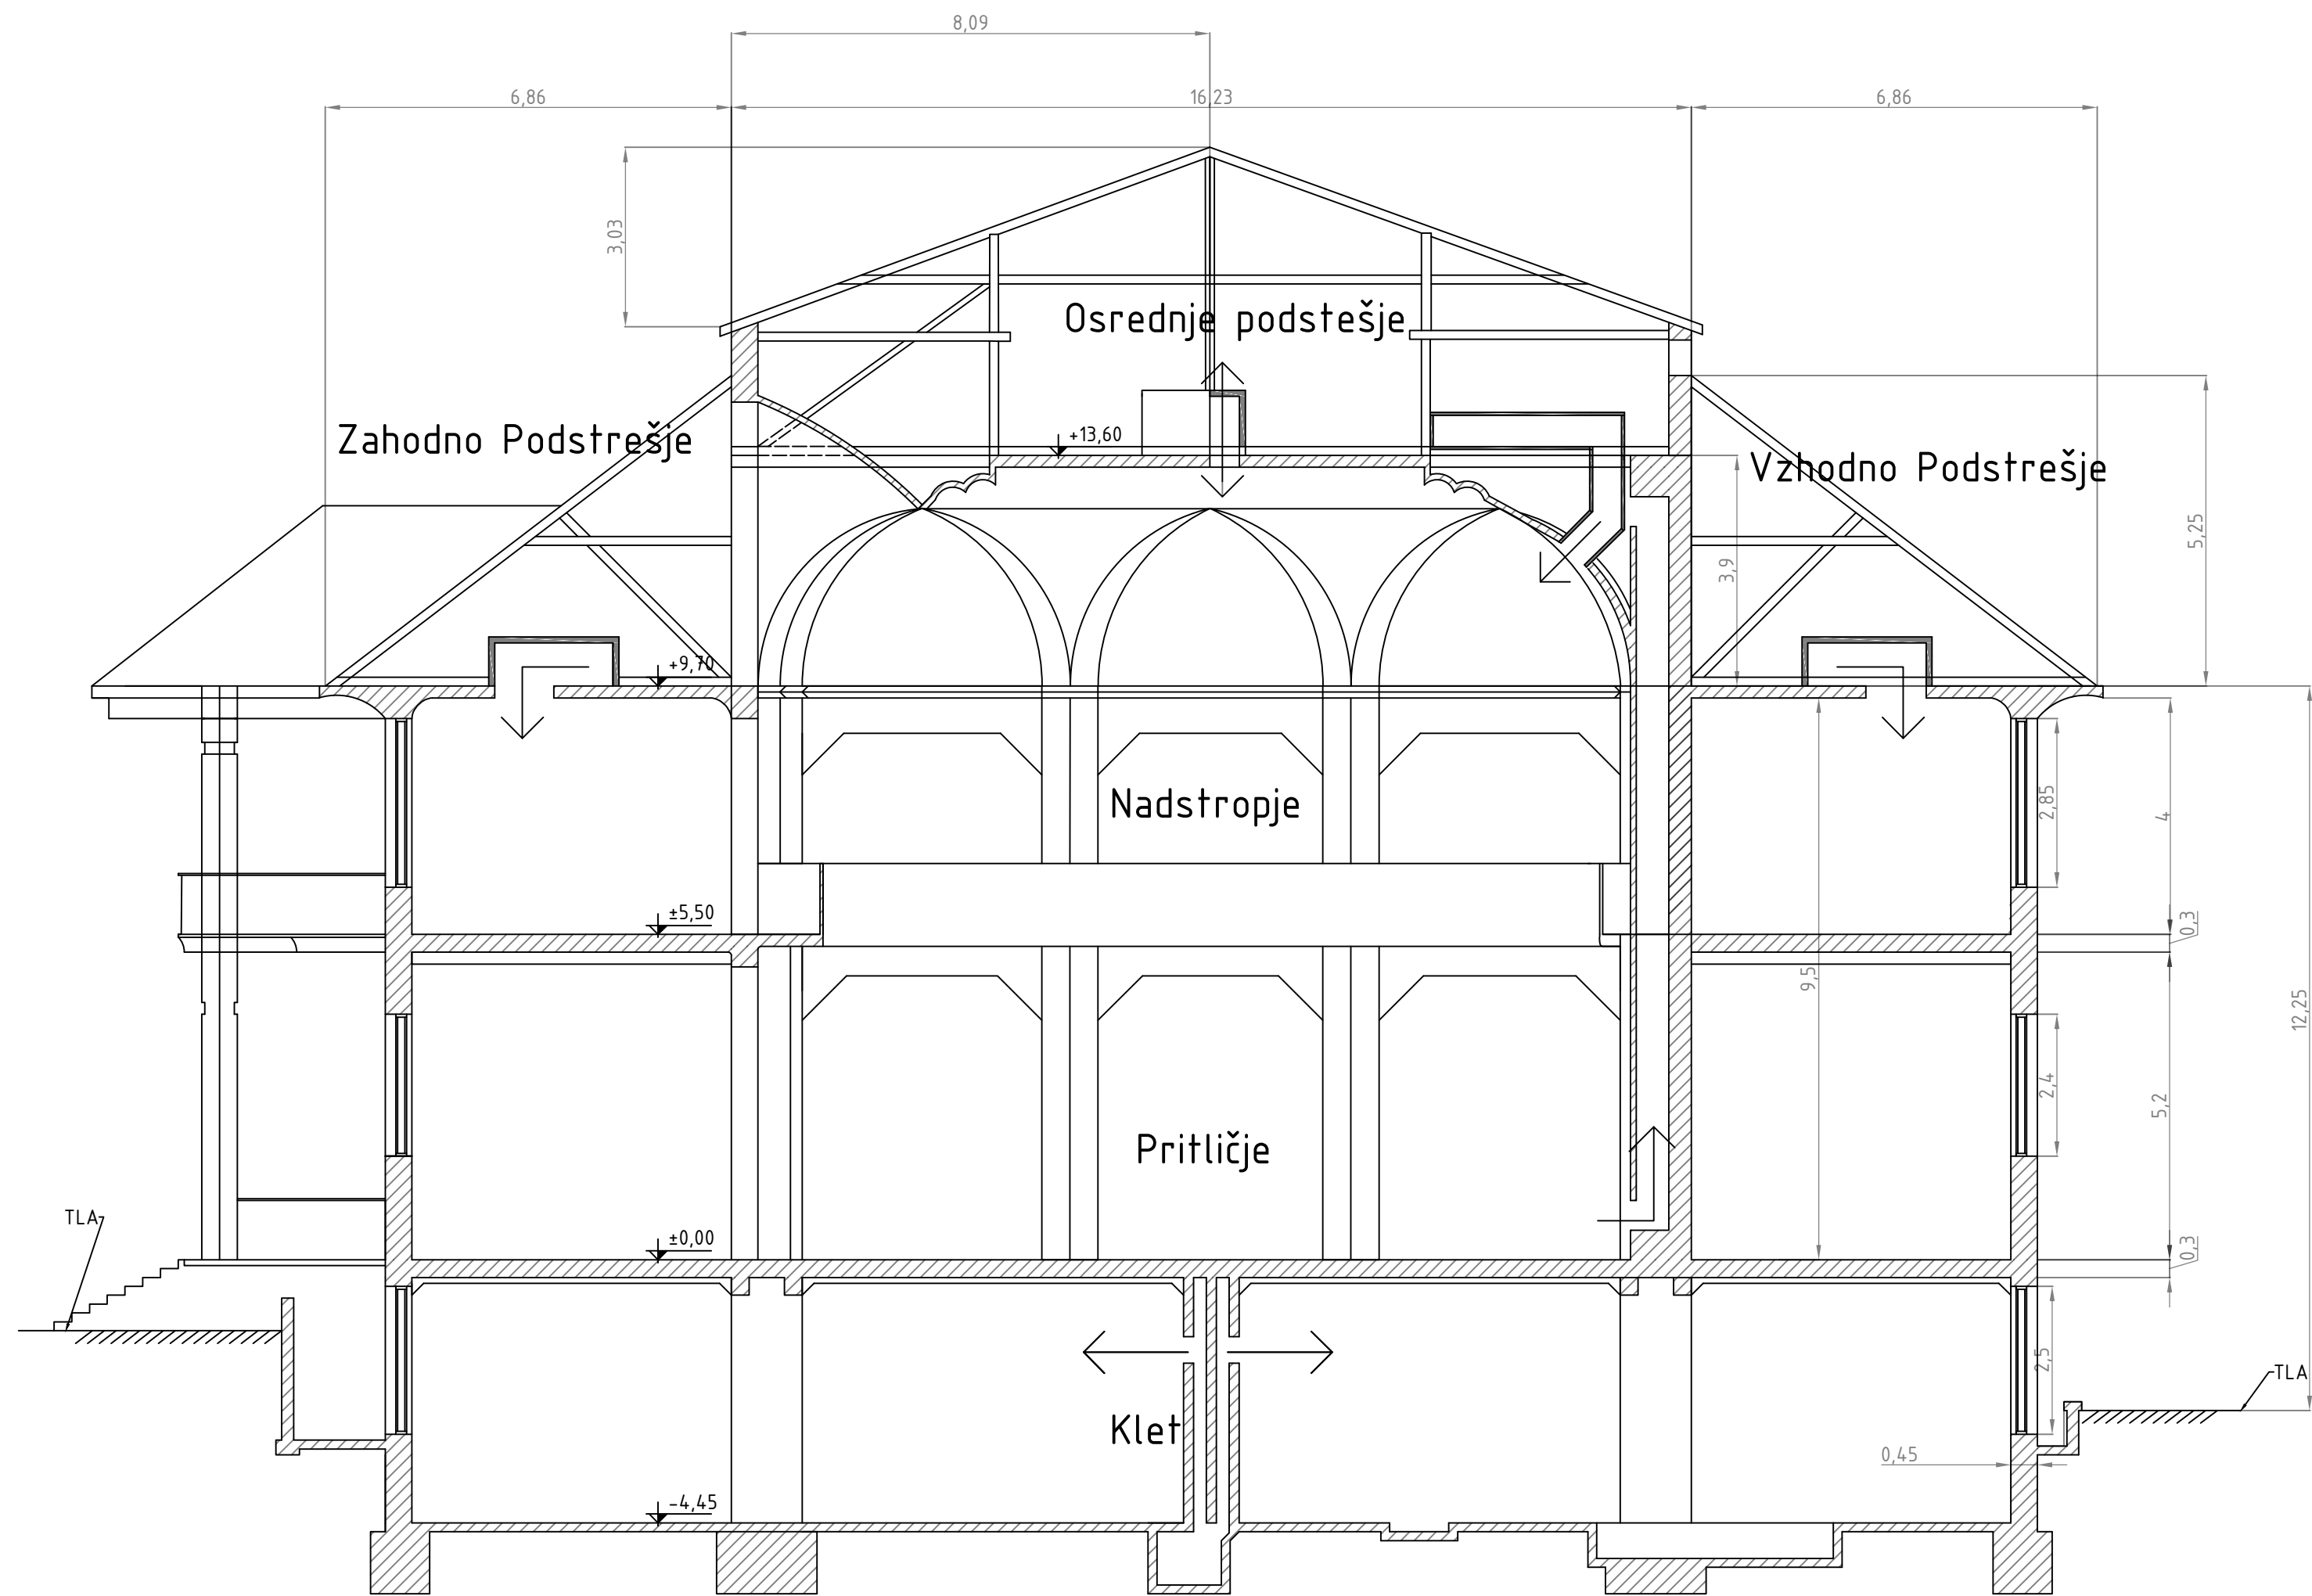 8,09
6,86
16,23
6,86
3,03
Osrednje podstešje
Zahodno Podstrešje
+13,60
Vzhodno Podstrešje
5,25
3,9
+9,70
2,85
4
Nadstropje
±5,50
0,3
9,5
12,25
2,4
5,2
Pritličje
TLA
±0,00
0,3
2,5
TLA
Klet
0,45
-4,45